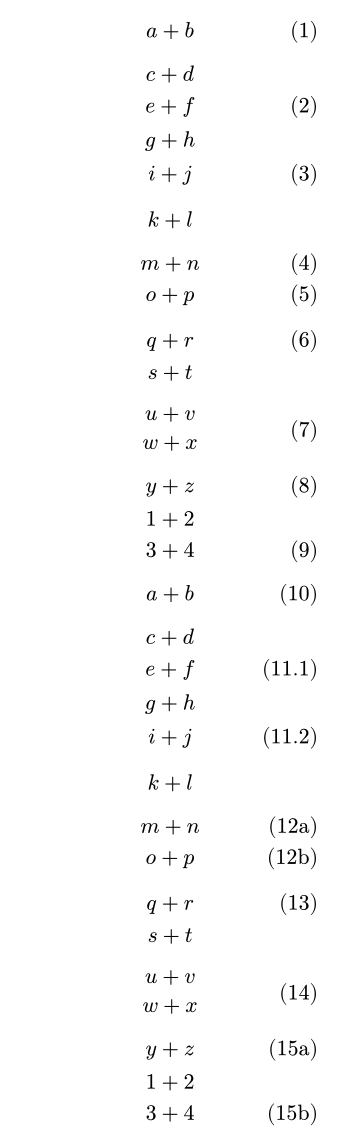 a + b (1)
c + d
e + f (2)
g + h
i + j (3)
k + l
m + n (4)
o + p (5)
q + r (6)
s + t
u + v
w + x (7)
y + z (8)
1 + 2
3 + 4 (9)
a + b (10)
c + d
e + f (11.1)
g + h
i + j (11.2)
k + l
m + n (12a)
o + p (12b)
q + r (13)
s + t
u + v
w + x (14)
y + z (15a)
1 + 2
3 + 4 (15b)